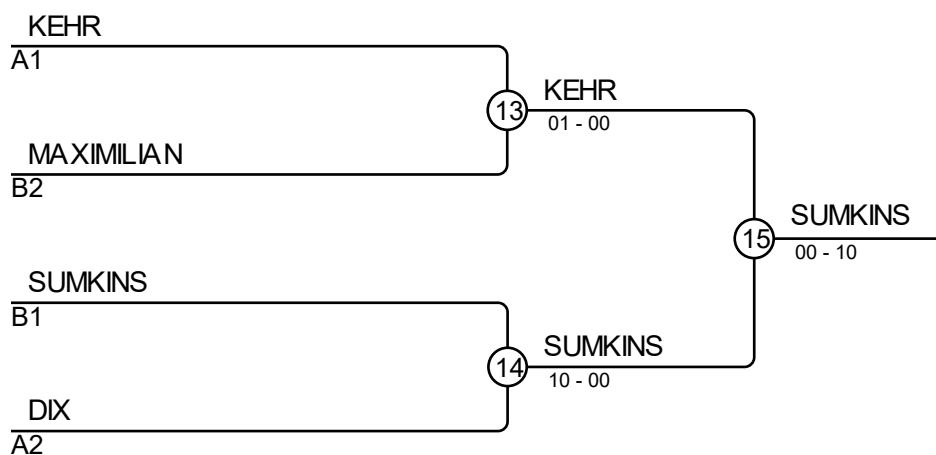 KEHR
A1
13
KEHR
01 - 00
MAXIMILIAN
B2
15
SUMKINS
00 - 10
SUMKINS
B1
14
SUMKINS
10 - 00
DIX
A2